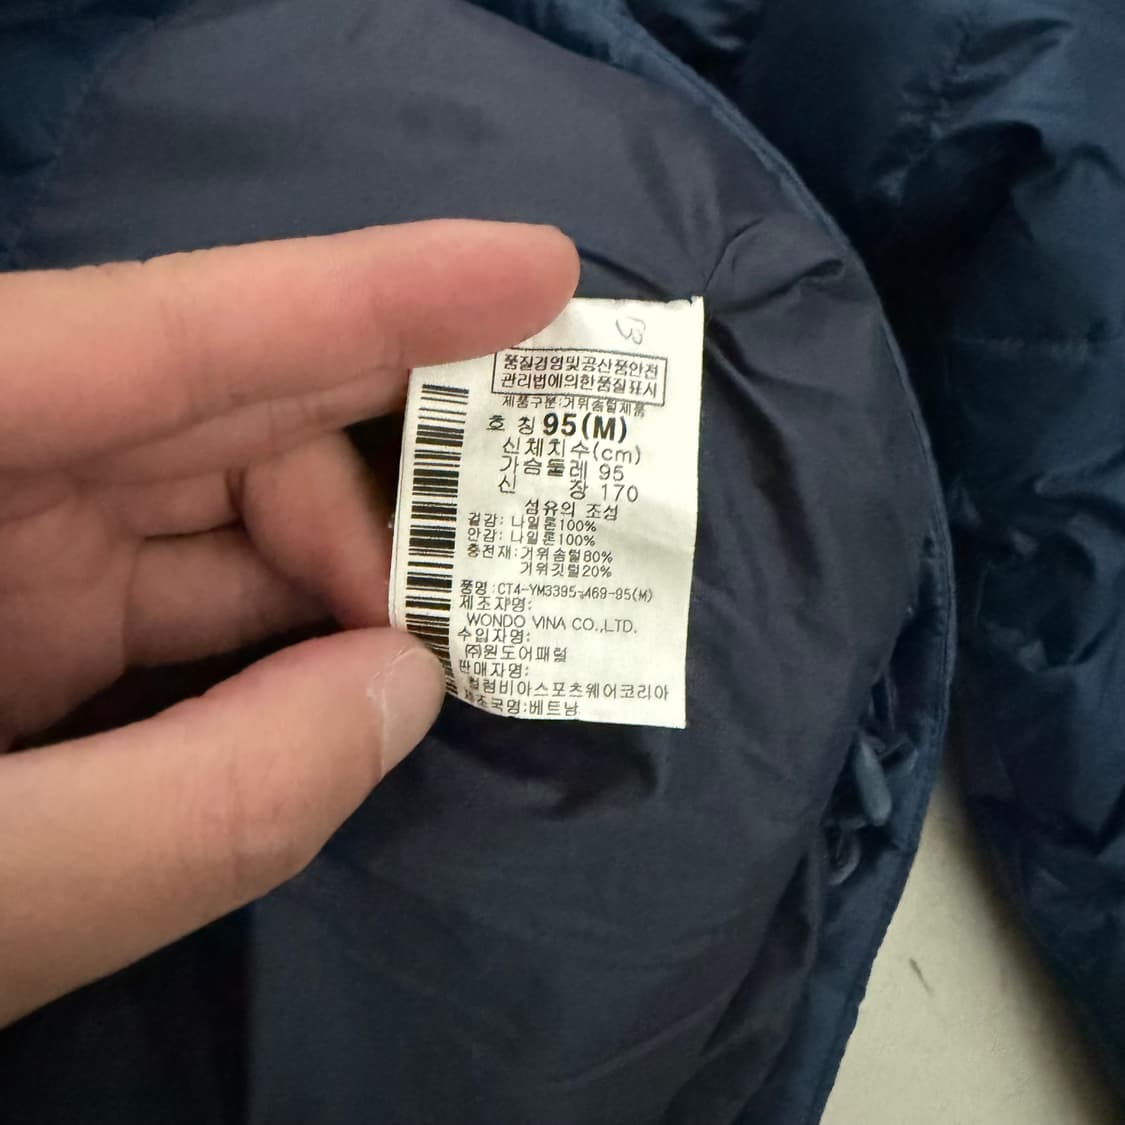 품질경영및공산품안전
관리법에의한품질표시
제품구분:거위솜털제품
호 칭 95(M)
신체치수(cm)
가슴둘레 95
신 장 170
섬유의 조성
겉감: 나일론100%
안감: 나일론100%
충전재:거위솜털80%
거위깃털20%
품명:CT4-YM3395-469-95(M)
제조자명:
WONDO VINA CO.,LTD.
수입자명:
㈜원도어패럴
판매자명:
컬럼비아스포츠웨어코리아
제조국명:베트남